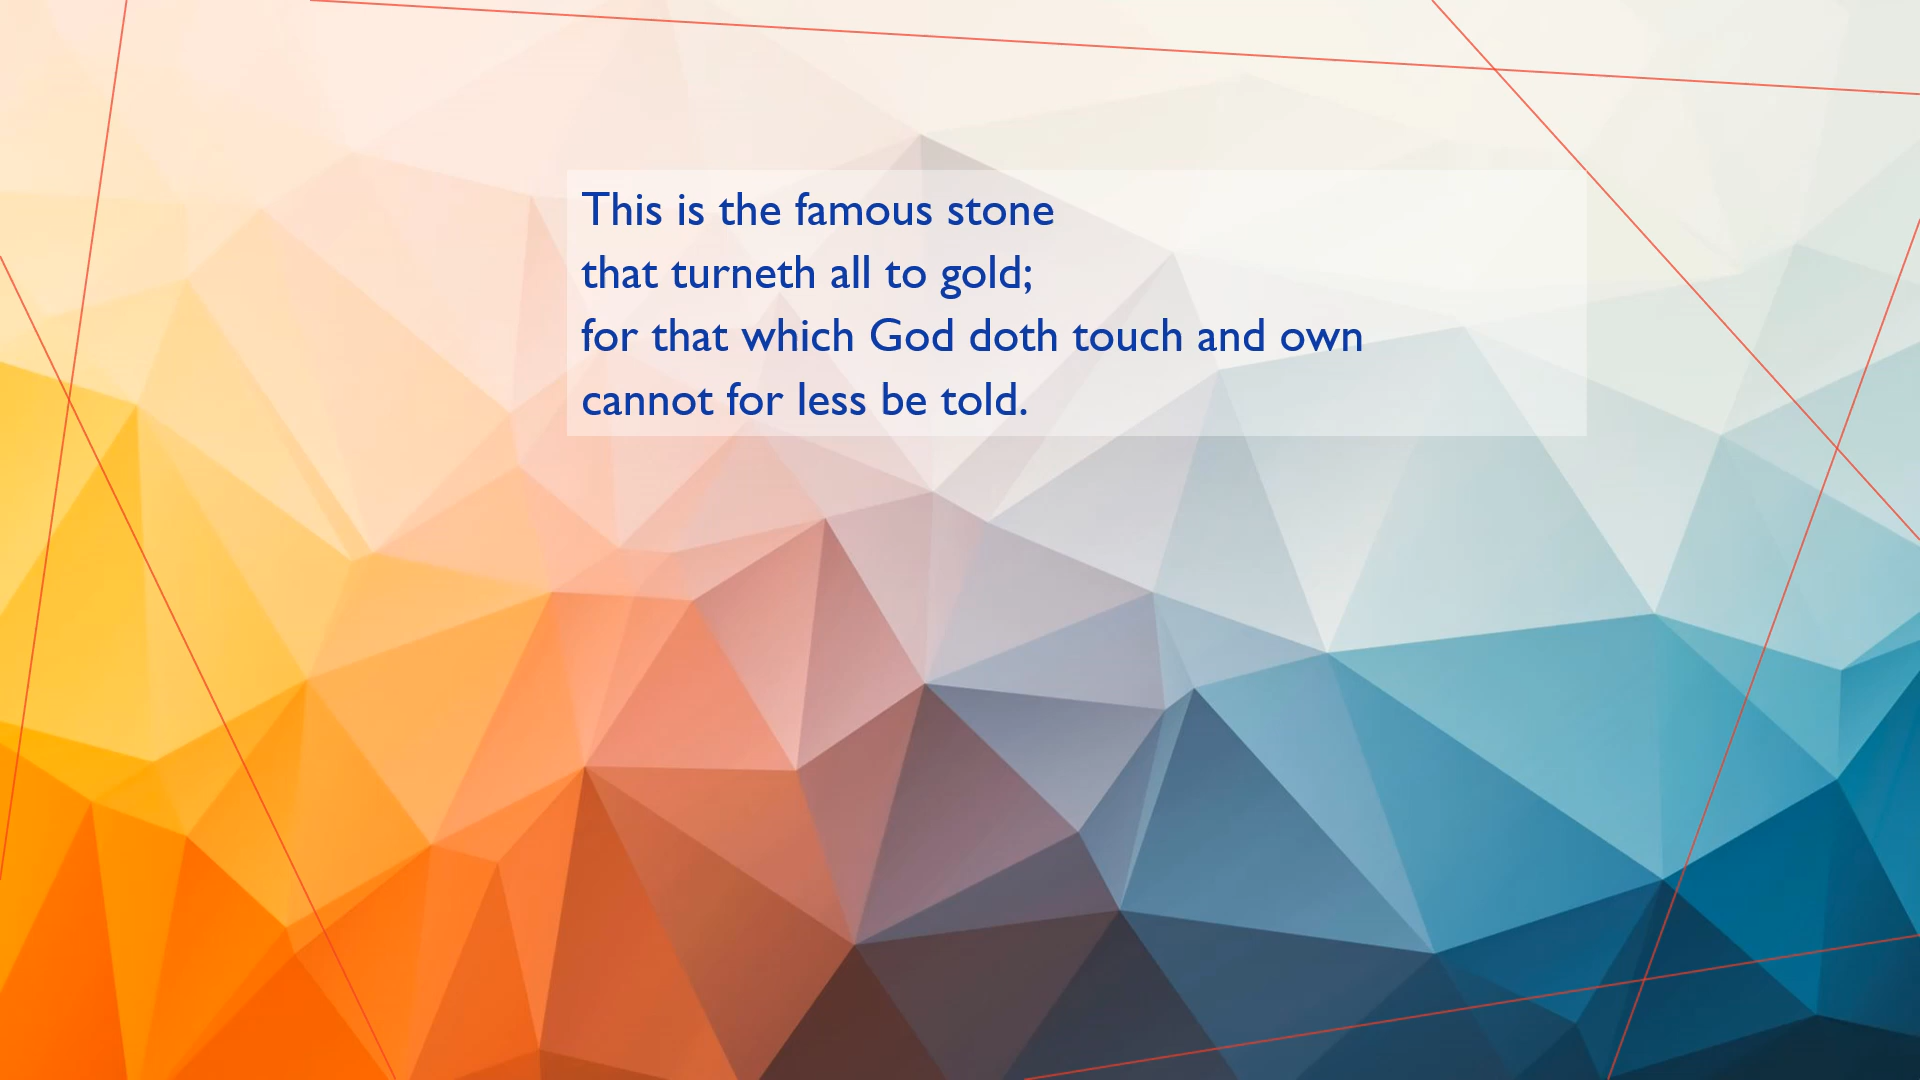 This is the famous stone
that turneth all to gold;
for that which God doth touch and own
cannot for less be told.